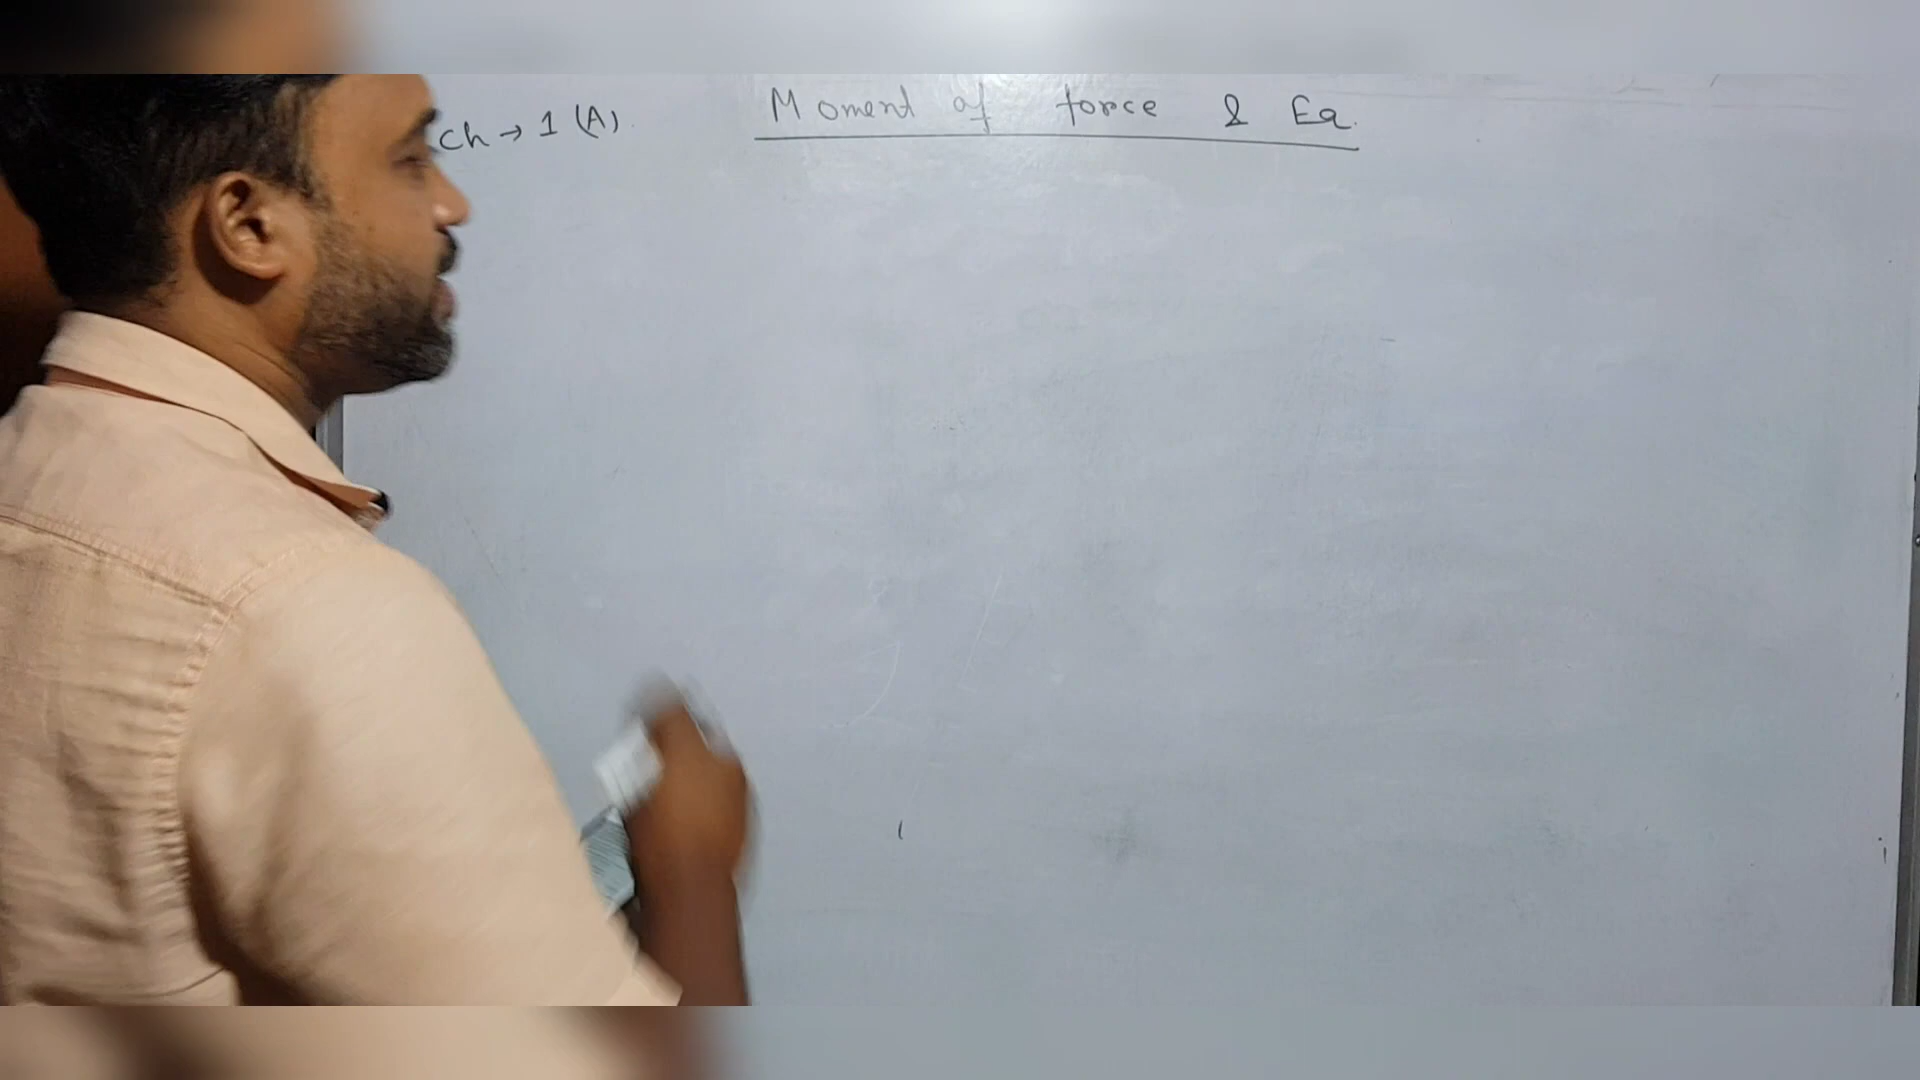 Ch → 1 (A). Moment of force & Eq.